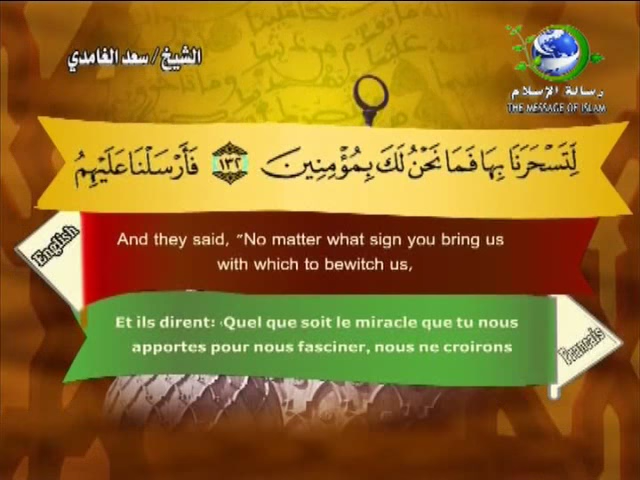 الشيخ / سعد الغامدي
رسالة الإسلام
THE MESSAGE OF ISLAM
لِّتَسْحَرَنَا بِهَا فَمَا نَحْنُ لَكَ بِمُؤْمِنِينَ ١٣٢ فَأَرْسَلْنَا عَلَيْهِمُ
English
And they said, "No matter what sign you bring us
with which to bewitch us,
Et ils dirent: ‹Quel que soit le miracle que tu nous
apportes pour nous fasciner, nous ne croirons
Francais